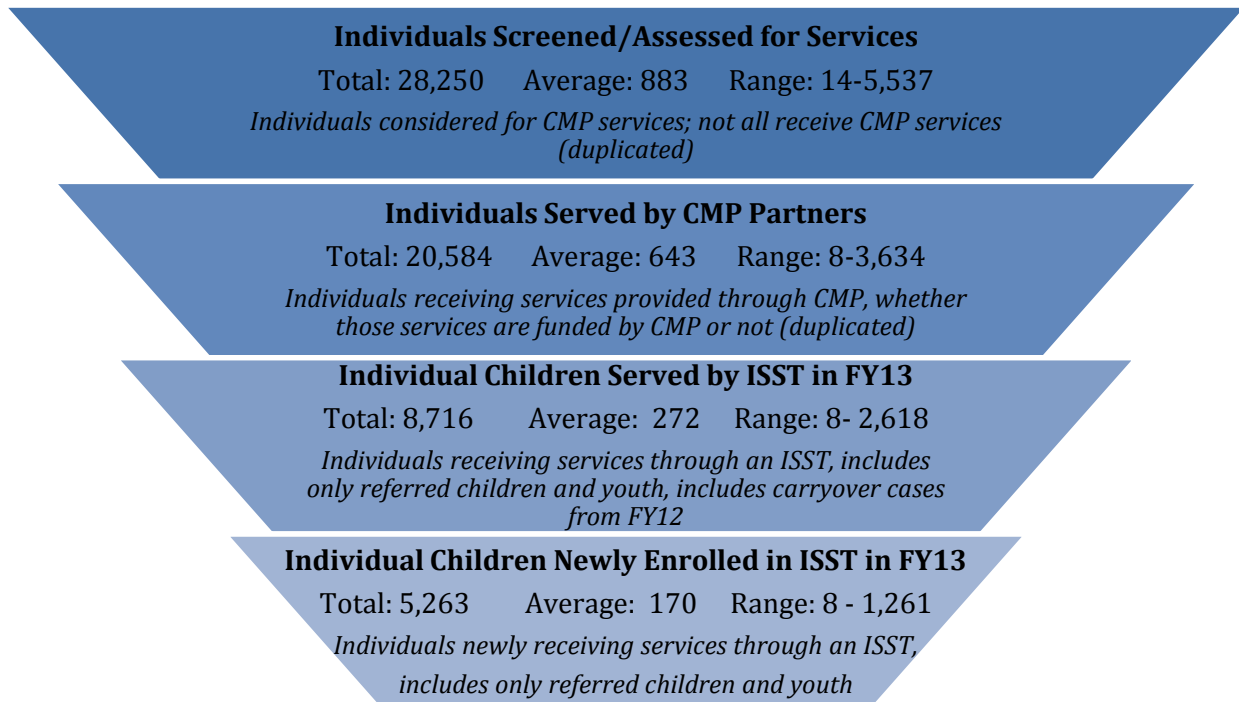 Individuals Screened/Assessed for Services
Total: 28,250 Average: 883 Range: 14-5,537
Individuals considered for CMP services; not all receive CMP services
(duplicated)
Individuals Served by CMP Partners
Total: 20,584 Average: 643 Range: 8-3,634
Individuals receiving services provided through CMP, whether
those services are funded by CMP or not (duplicated)
Individual Children Served by ISST in FY13
Total: 8,716 Average: 272 Range: 8- 2,618
Individuals receiving services through an ISST, includes
only referred children and youth, includes carryover cases
from FY12
Individual Children Newly Enrolled in ISST in FY13
Total: 5,263 Average: 170 Range: 8 - 1,261
Individuals newly receiving services through an ISST,
includes only referred children and youth